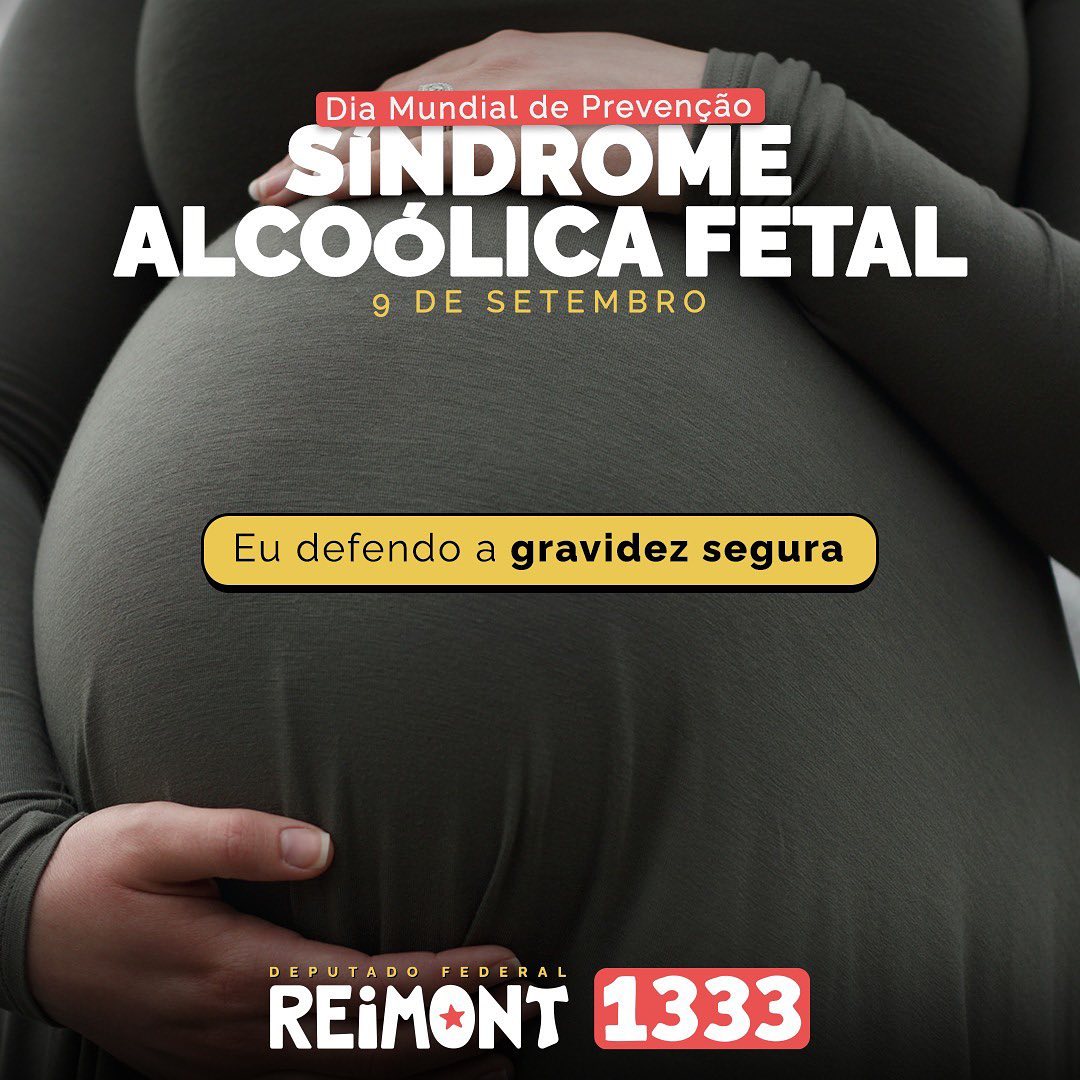 Dia Mundial de Prevenção
SÍNDROME
ALCOÓLICA FETAL
9 DE SETEMBRO
Eu defendo a gravidez segura
DEPUTADO FEDERAL
REIMONT 1333